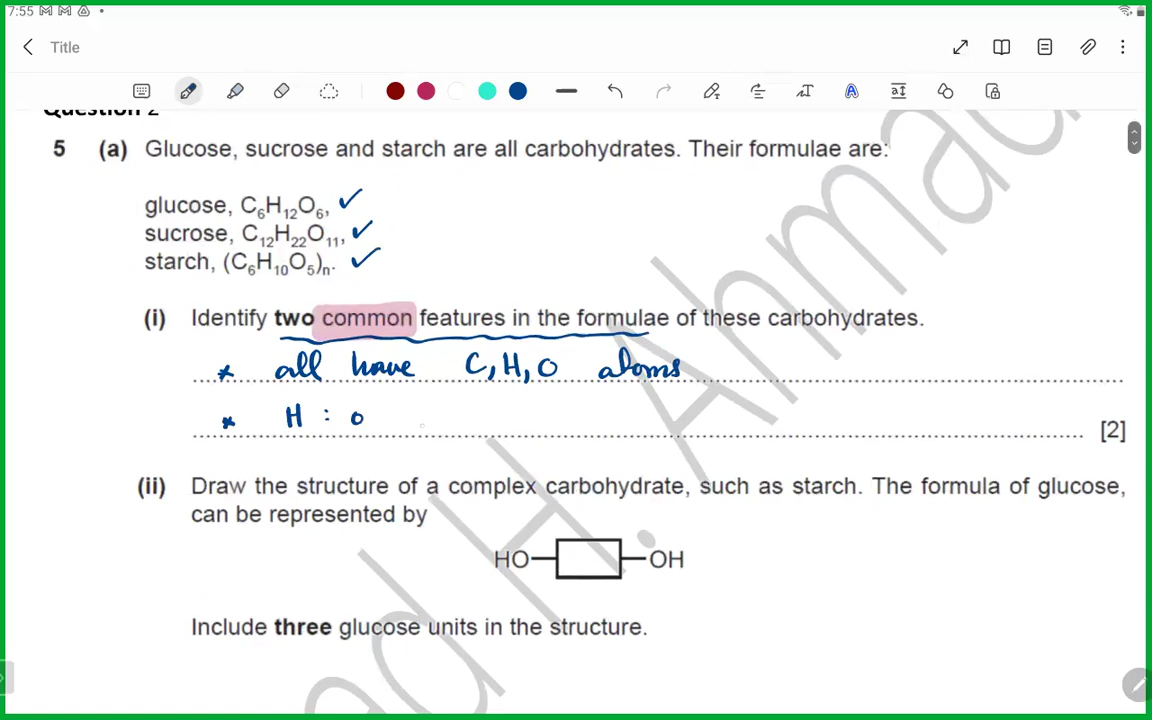 7:55
Title
Question 2
5 (a) Glucose, sucrose and starch are all carbohydrates. Their formulae are:
glucose, C₆H₁₂O₆, ✓
sucrose, C₁₂H₂₂O₁₁, ✓
starch, (C₆H₁₀O₅)ₙ. ✓
(i) Identify two common features in the formulae of these carbohydrates.
* all have C, H, O atoms
* H : O
[2]
(ii) Draw the structure of a complex carbohydrate, such as starch. The formula of glucose,
can be represented by
HO OH
Include three glucose units in the structure.
ad H. Ahmad